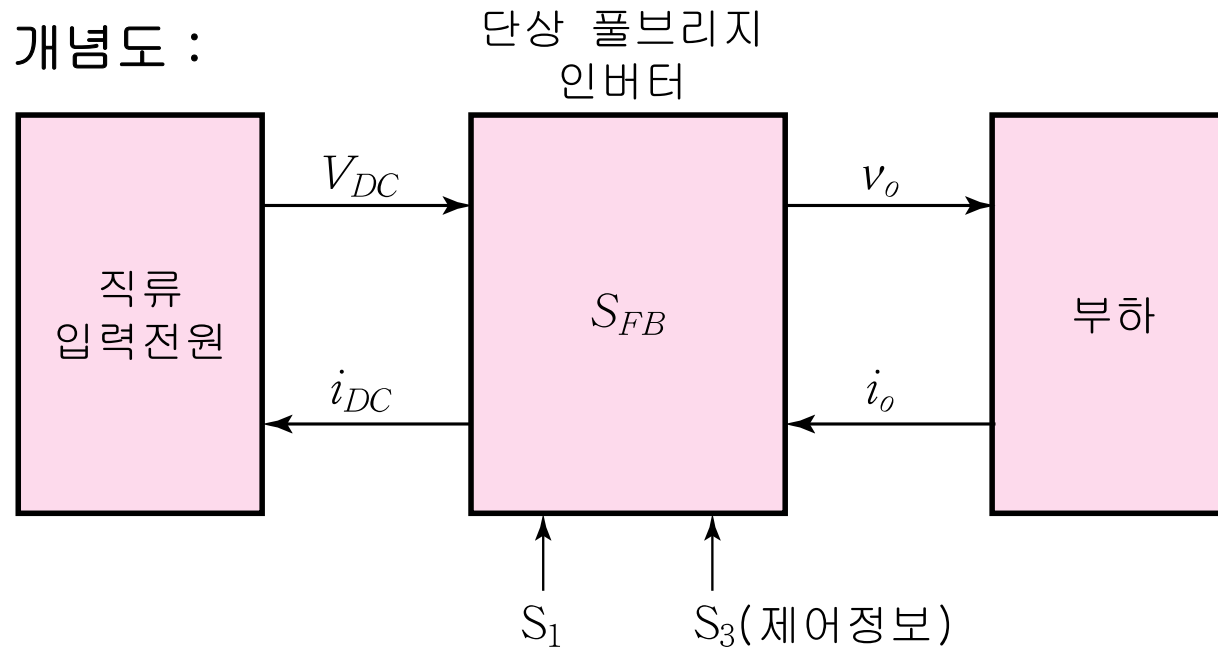 개념도 :
단상 풀브리지
인버터
V_DC
v_o
직류
입력전원
S_FB
부하
i_DC
i_o
S_1
S_3(제어정보)